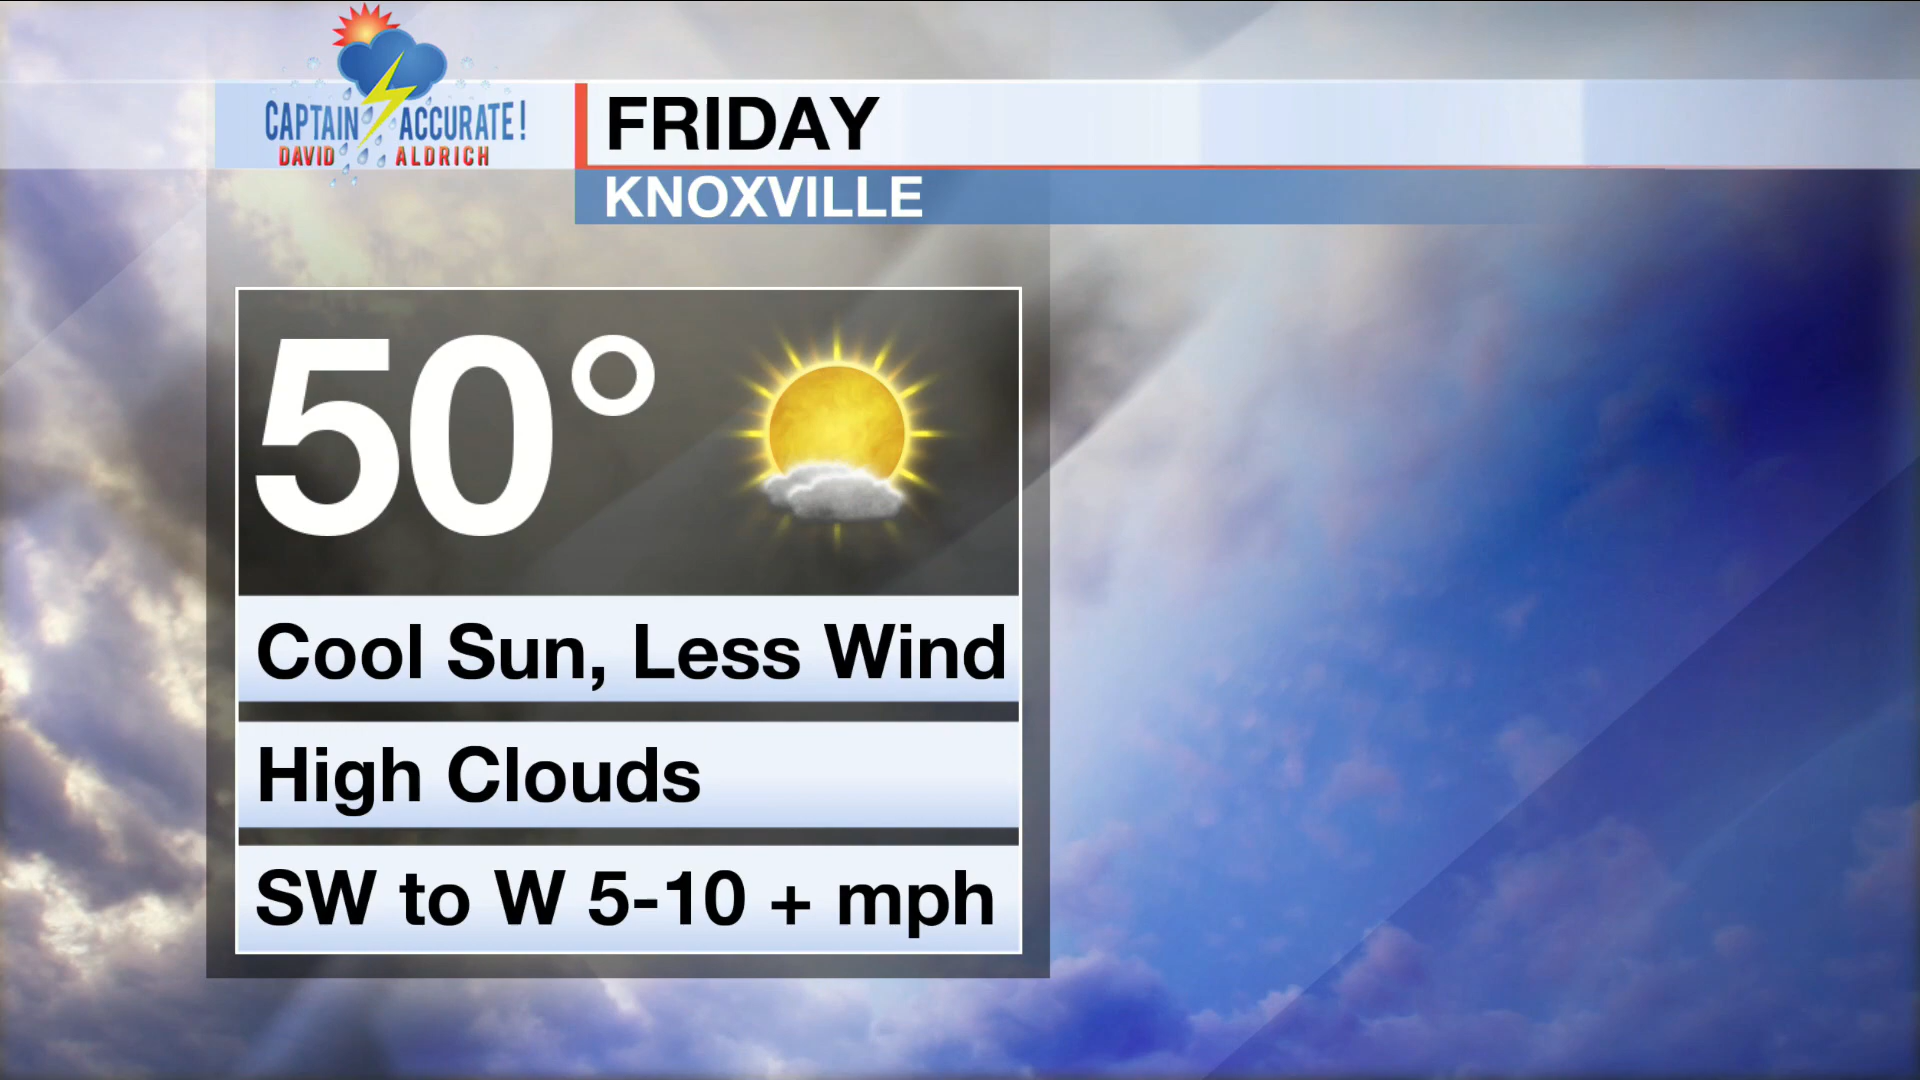 CAPTAIN ACCURATE!
DAVID ALDRICH
FRIDAY
KNOXVILLE
50°
Cool Sun, Less Wind
High Clouds
SW to W 5-10 + mph